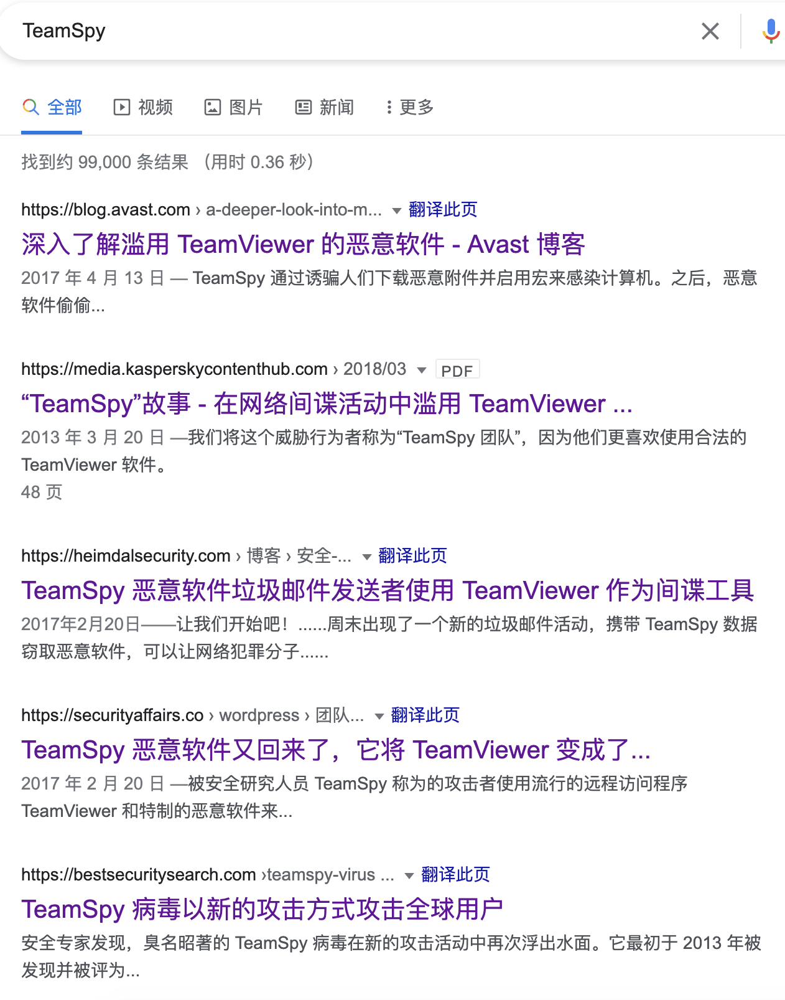 TeamSpy
全部 视频 图片 新闻 更多
找到约 99,000 条结果 （用时 0.36 秒）
https://blog.avast.com › a-deeper-look-into-m... 翻译此页
深入了解滥用 TeamViewer 的恶意软件 - Avast 博客
2017 年 4 月 13 日 — TeamSpy 通过诱骗人们下载恶意附件并启用宏来感染计算机。之后，恶意
软件偷偷...
https://media.kasperskycontenthub.com › 2018/03 PDF
“TeamSpy”故事 - 在网络间谍活动中滥用 TeamViewer ...
2013 年 3 月 20 日 —我们将这个威胁行为者称为“TeamSpy 团队”，因为他们更喜欢使用合法的
TeamViewer 软件。
48 页
https://heimdalsecurity.com › 博客 › 安全-... 翻译此页
TeamSpy 恶意软件垃圾邮件发送者使用 TeamViewer 作为间谍工具
2017年2月20日——让我们开始吧！......周末出现了一个新的垃圾邮件活动，携带 TeamSpy 数据
窃取恶意软件，可以让网络犯罪分子......
https://securityaffairs.co › wordpress › 团队... 翻译此页
TeamSpy 恶意软件又回来了，它将 TeamViewer 变成了...
2017 年 2 月 20 日 —被安全研究人员 TeamSpy 称为的攻击者使用流行的远程访问程序
TeamViewer 和特制的恶意软件来...
https://bestsecuritysearch.com ›teamspy-virus ... 翻译此页
TeamSpy 病毒以新的攻击方式攻击全球用户
安全专家发现，臭名昭著的 TeamSpy 病毒在新的攻击活动中再次浮出水面。它最初于 2013 年被
发现并被评为...